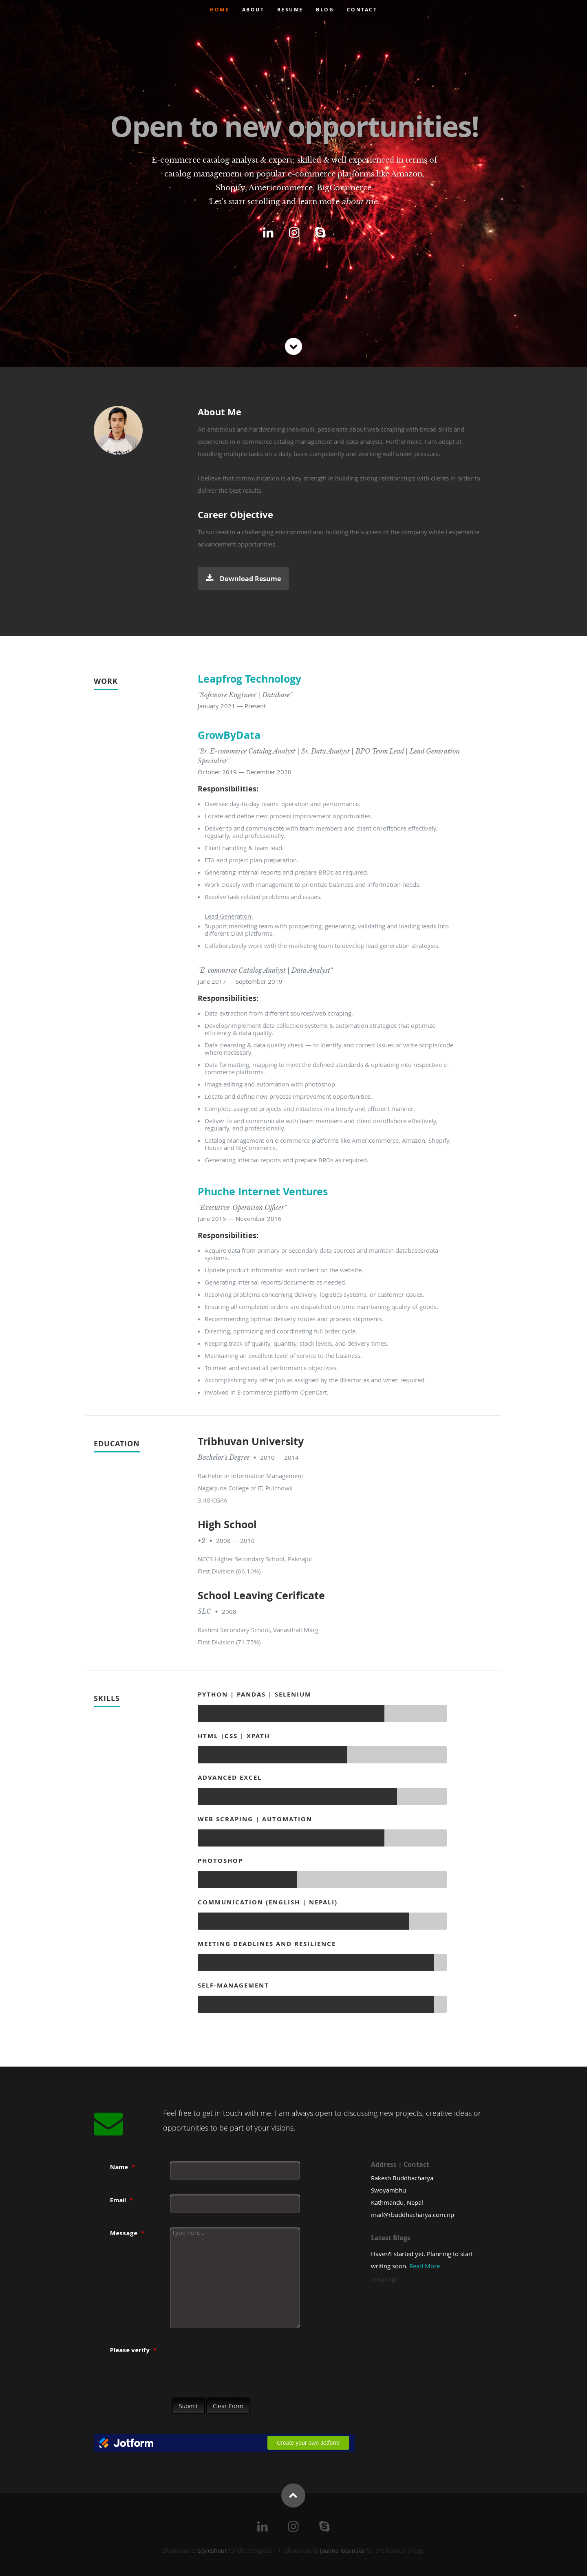 HOME ABOUT RESUME BLOG CONTACT
Open to new opportunities!
E-commerce catalog analyst & expert; skilled & well experienced in terms of
catalog management on popular e-commerce platforms like Amazon,
Shopify, Americommerce, BigCommerce.
Let's start scrolling and learn more about me.
About Me
An ambitious and hardworking individual, passionate about web scraping with broad skills and
experience in e-commerce catalog management and data analysis. Furthermore, I am adept at
handling multiple tasks on a daily basis competently and working well under pressure.
I believe that communication is a key strength in building strong relationships with clients in order to
deliver the best results.
Career Objective
To succeed in a challenging environment and building the success of the company while I experience
advancement opportunities.
Download Resume
WORK
Leapfrog Technology
"Software Engineer | Database"
January 2021 — Present
GrowByData
"Sr. E-commerce Catalog Analyst | Sr. Data Analyst | BPO Team Lead | Lead Generation
Specialist"
October 2019 — December 2020
Responsibilities:
• Oversee day-to-day teams' operation and performance.
• Locate and define new process improvement opportunities.
• Deliver to and communicate with team members and client on/offshore effectively,
regularly, and professionally.
• Client handling & team lead.
• ETA and project plan preparation.
• Generating internal reports and prepare BRDs as required.
• Work closely with management to prioritize business and information needs.
• Resolve task related problems and issues.
Lead Generation:
• Support marketing team with prospecting, generating, validating and loading leads into
different CRM platforms.
• Collaboratively work with the marketing team to develop lead generation strategies.
"E-commerce Catalog Analyst | Data Analyst"
June 2017 — September 2019
Responsibilities:
• Data extraction from different sources/web scraping.
• Develop/implement data collection systems & automation strategies that optimize
efficiency & data quality.
• Data cleansing & data quality check — to identify and correct issues or write scripts/code
where necessary.
• Data formatting, mapping to meet the defined standards & uploading into respective e-
commerce platforms.
• Image editing and automation with photoshop.
• Locate and define new process improvement opportunities.
• Complete assigned projects and initiatives in a timely and efficient manner.
• Deliver to and communicate with team members and client on/offshore effectively,
regularly, and professionally.
• Catalog Management on e-commerce platforms like Americommerce, Amazon, Shopify,
Houzz and BigCommerce.
• Generating internal reports and prepare BRDs as required.
Phuche Internet Ventures
"Executive-Operation Officer"
June 2015 — November 2016
Responsibilities:
• Acquire data from primary or secondary data sources and maintain databases/data
systems.
• Update product information and content on the website.
• Generating internal reports/documents as needed.
• Resolving problems concerning delivery, logistics systems, or customer issues.
• Ensuring all completed orders are dispatched on time maintaining quality of goods.
• Recommending optimal delivery routes and process shipments.
• Directing, optimizing and coordinating full order cycle.
• Keeping track of quality, quantity, stock levels, and delivery times.
• Maintaining an excellent level of service to the business.
• To meet and exceed all performance objectives.
• Accomplishing any other job as assigned by the director as and when required.
• Involved in E-commerce platform OpenCart.
EDUCATION
Tribhuvan University
Bachelor's Degree • 2010 — 2014
Bachelor in Information Management
Nagarjuna College of IT, Pulchowk
3.48 CGPA
High School
+2 • 2008 — 2010
NCCS Higher Secondary School, Paknajol
First Division (66.10%)
School Leaving Cerificate
SLC • 2008
Rashmi Secondary School, Vanasthali Marg
First Division (71.75%)
SKILLS
PYTHON | PANDAS | SELENIUM
HTML |CSS | XPATH
ADVANCED EXCEL
WEB SCRAPING | AUTOMATION
PHOTOSHOP
COMMUNICATION (ENGLISH | NEPALI)
MEETING DEADLINES AND RESILIENCE
SELF-MANAGEMENT
Feel free to get in touch with me. I am always open to discussing new projects, creative ideas or
opportunities to be part of your visions.
Name *
Email *
Message *
Type here..
Please verify *
Submit Clear Form
Jotform
Create your own Jotform
Address | Contact
Rakesh Buddhacharya
Swoyambhu
Kathmandu, Nepal
mail@rbuddhacharya.com.np
Latest Blogs
Haven't started yet. Planning to start
writing soon. Read More
2 Days Ago
Shout-out to Styleshout for the template • Shout-out to Joanna Kosinska for the banner image